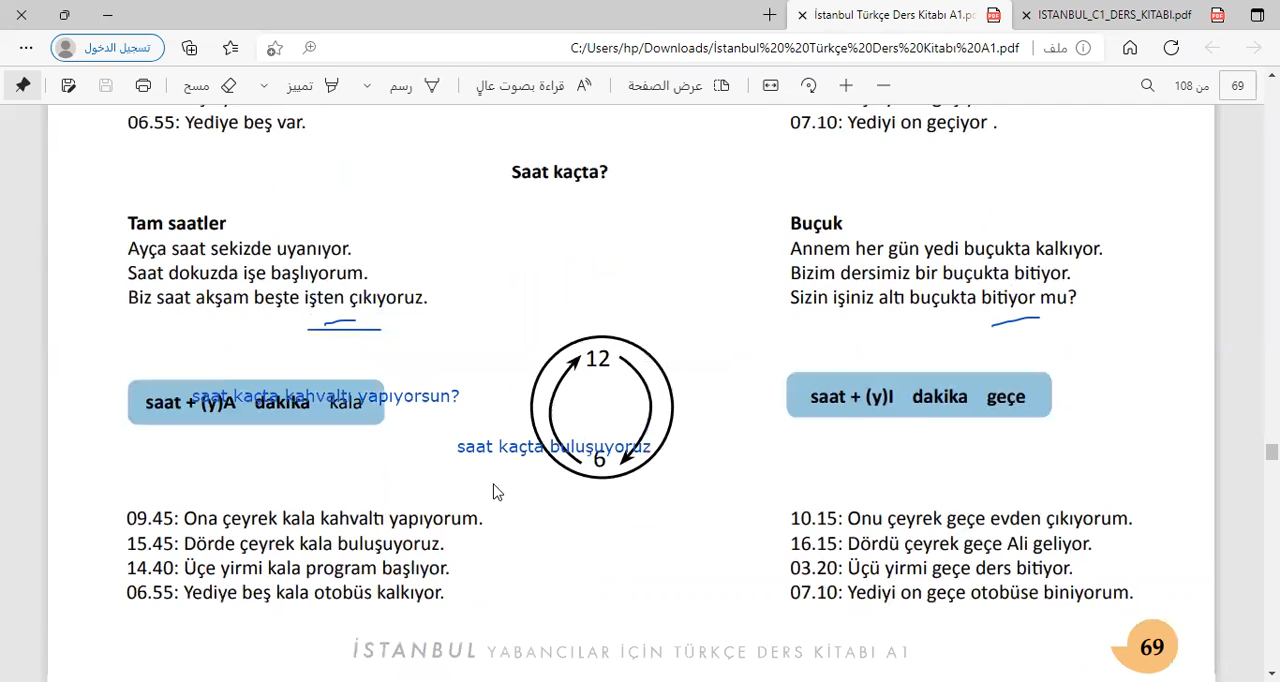 İstanbul Türkçe Ders Kitabı A1.pd
ISTANBUL_C1_DERS_KITABI.pdf
تسجيل الدخول
C:/Users/hp/Downloads/İstanbul%20%20Türkçe%20Ders%20Kitabı%20A1.pdf
ملف
مسح
تمييز
رسم
قراءة بصوت عالٍ
عرض الصفحة
من 108
69
06.55: Yediye beş var.
07.10: Yediyi on geçiyor .
Saat kaçta?
Tam saatler
Ayça saat sekizde uyanıyor.
Saat dokuzda işe başlıyorum.
Biz saat akşam beşte işten çıkıyoruz.
Buçuk
Annem her gün yedi buçukta kalkıyor.
Bizim dersimiz bir buçukta bitiyor.
Sizin işiniz altı buçukta bitiyor mu?
saat kaçta kahvaltı yapıyorsun?
saat + (y)A dakika kala
saat kaçta buluşuyoruz
12
6
saat + (y)I dakika geçe
09.45: Ona çeyrek kala kahvaltı yapıyorum.
15.45: Dörde çeyrek kala buluşuyoruz.
14.40: Üçe yirmi kala program başlıyor.
06.55: Yediye beş kala otobüs kalkıyor.
10.15: Onu çeyrek geçe evden çıkıyorum.
16.15: Dördü çeyrek geçe Ali geliyor.
03.20: Üçü yirmi geçe ders bitiyor.
07.10: Yediyi on geçe otobüse biniyorum.
İSTANBUL YABANCILAR İÇİN TÜRKÇE DERS KİTABI A1
69